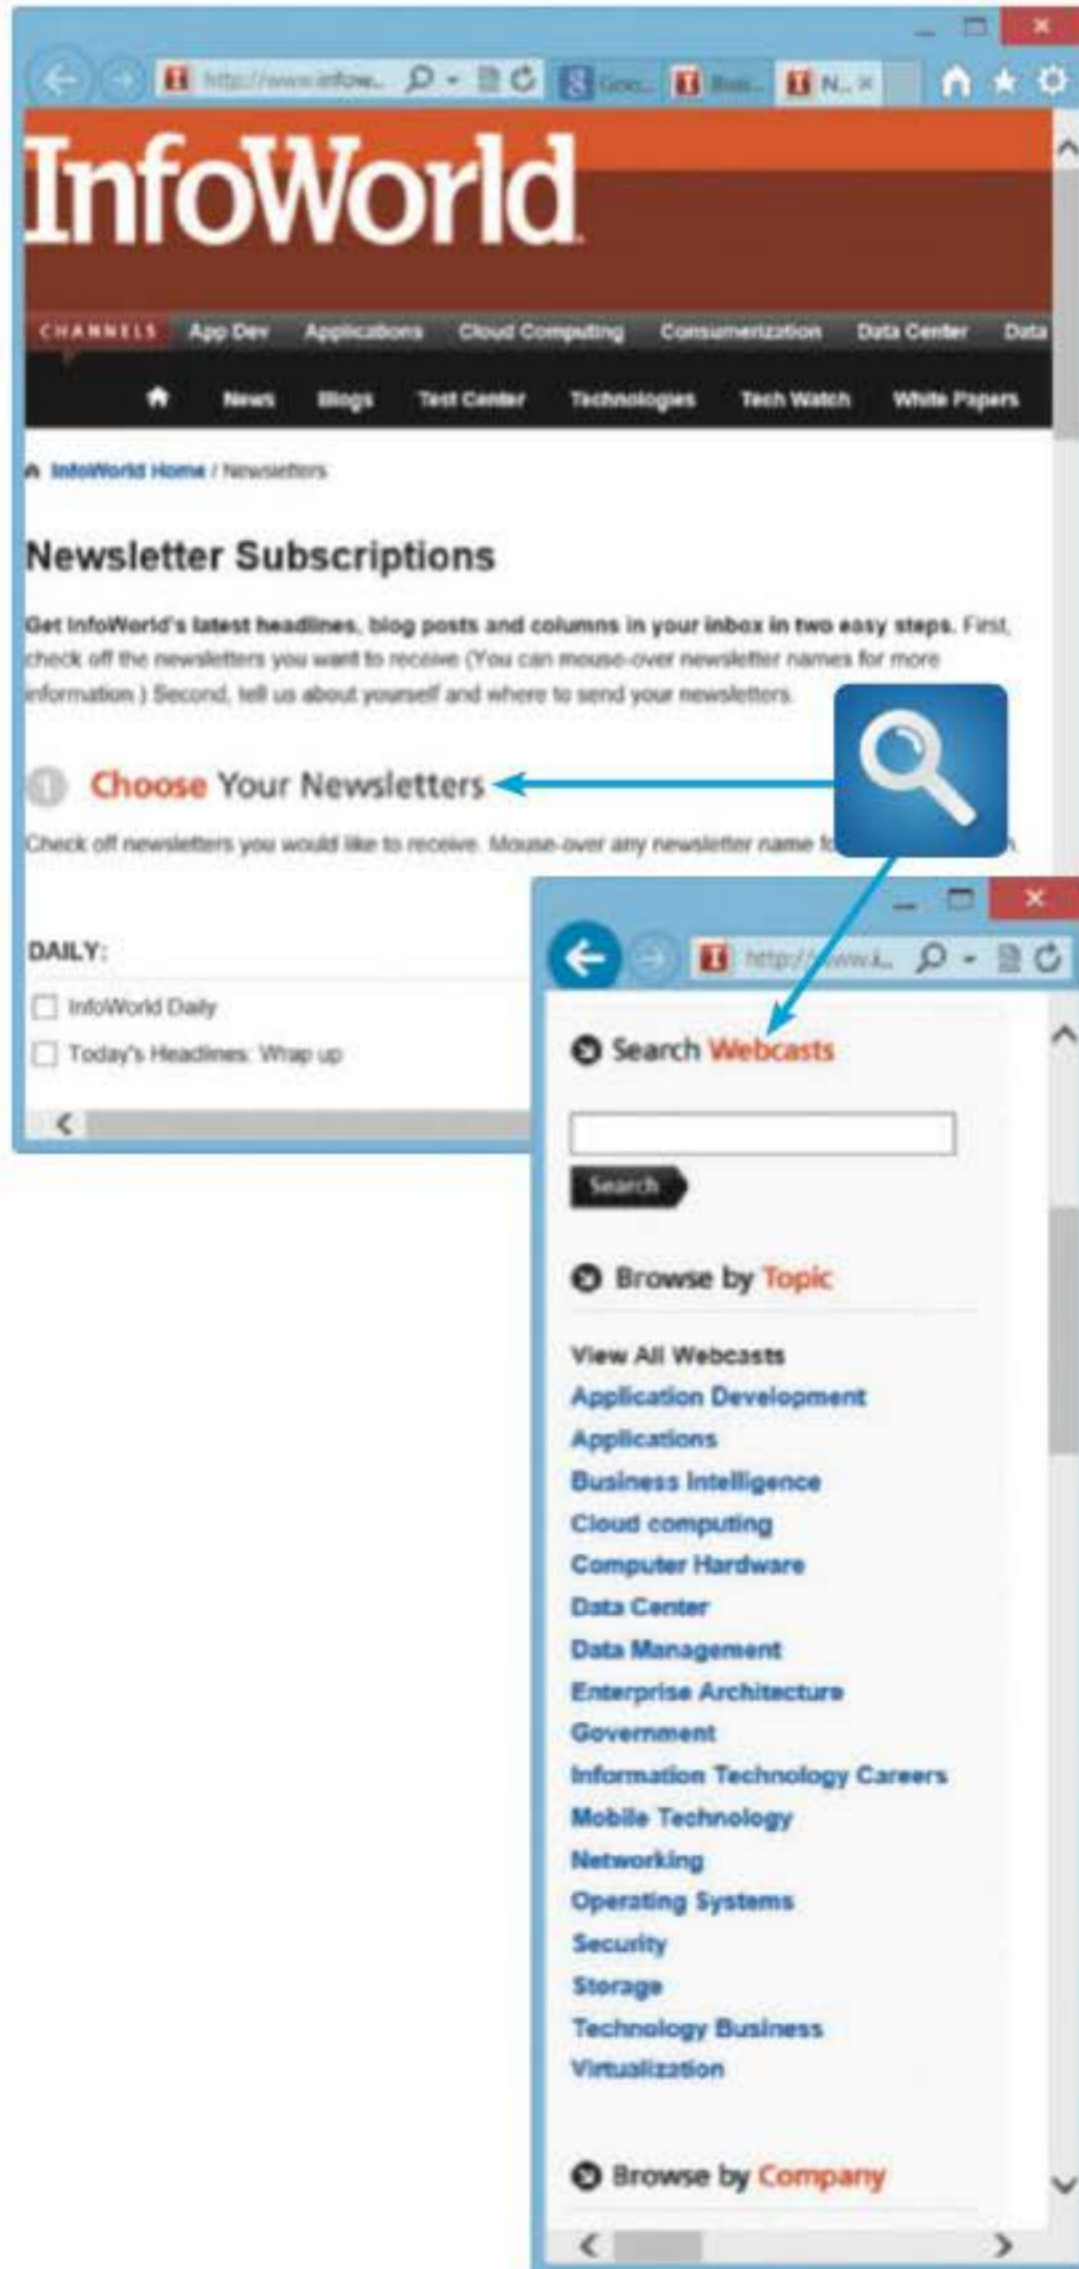 http://www.infow...
Goo...
N...
InfoWorld
CHANNELS App Dev Applications Cloud Computing Consumerization Data Center Data
News Blogs Test Center Technologies Tech Watch White Papers
InfoWorld Home / Newsletters
Newsletter Subscriptions
Get InfoWorld's latest headlines, blog posts and columns in your inbox in two easy steps. First,
check off the newsletters you want to receive (You can mouse-over newsletter names for more
information.) Second, tell us about yourself and where to send your newsletters.
1 Choose Your Newsletters
Check off newsletters you would like to receive. Mouse-over any newsletter name
DAILY:
InfoWorld Daily
Today's Headlines: Wrap up
Search Webcasts
Search
Browse by Topic
View All Webcasts
Application Development
Applications
Business Intelligence
Cloud computing
Computer Hardware
Data Center
Data Management
Enterprise Architecture
Government
Information Technology Careers
Mobile Technology
Networking
Operating Systems
Security
Storage
Technology Business
Virtualization
Browse by Company